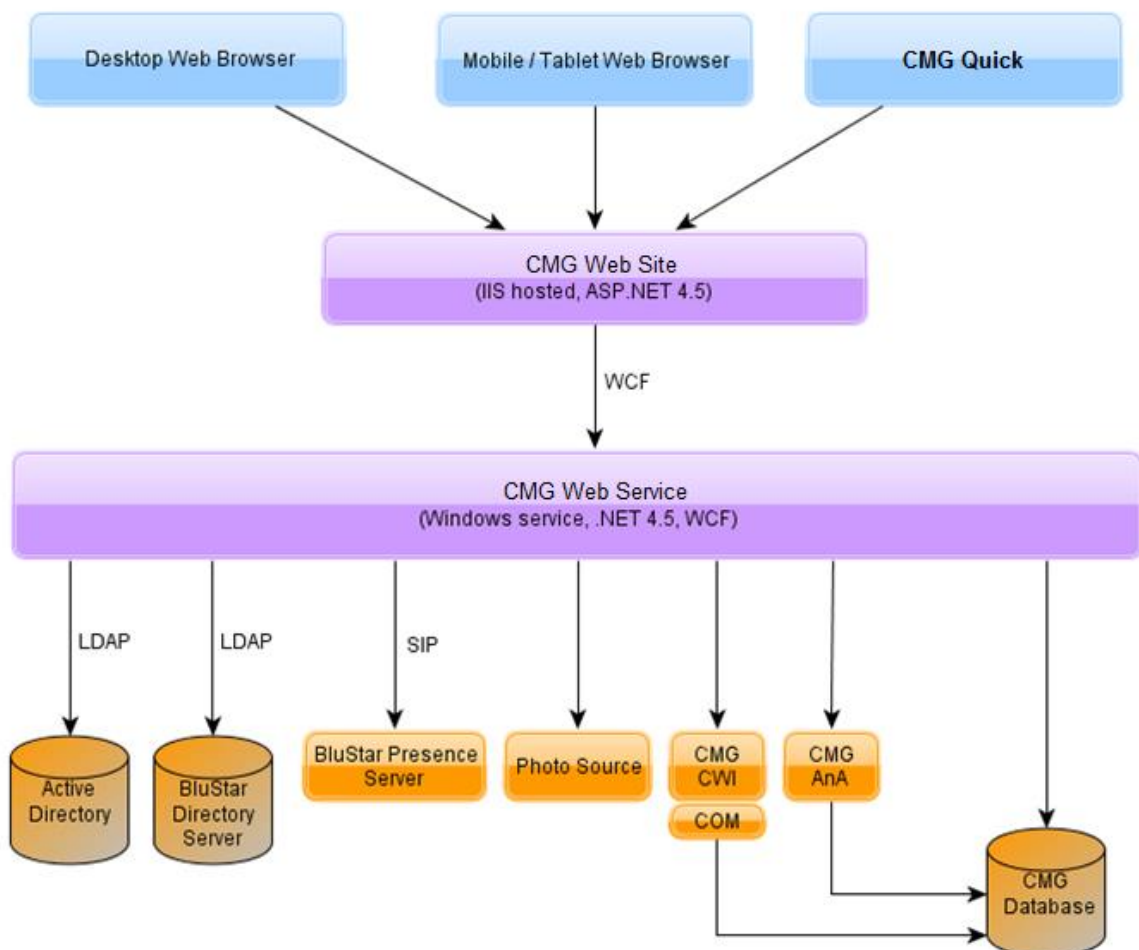 Desktop Web Browser
Mobile / Tablet Web Browser
CMG Quick
CMG Web Site
(IIS hosted, ASP.NET 4.5)
WCF
CMG Web Service
(Windows service, .NET 4.5, WCF)
LDAP
LDAP
SIP
Active
Directory
BluStar
Directory
Server
BluStar Presence
Server
Photo Source
CMG
CWI
COM
CMG
AnA
CMG
Database